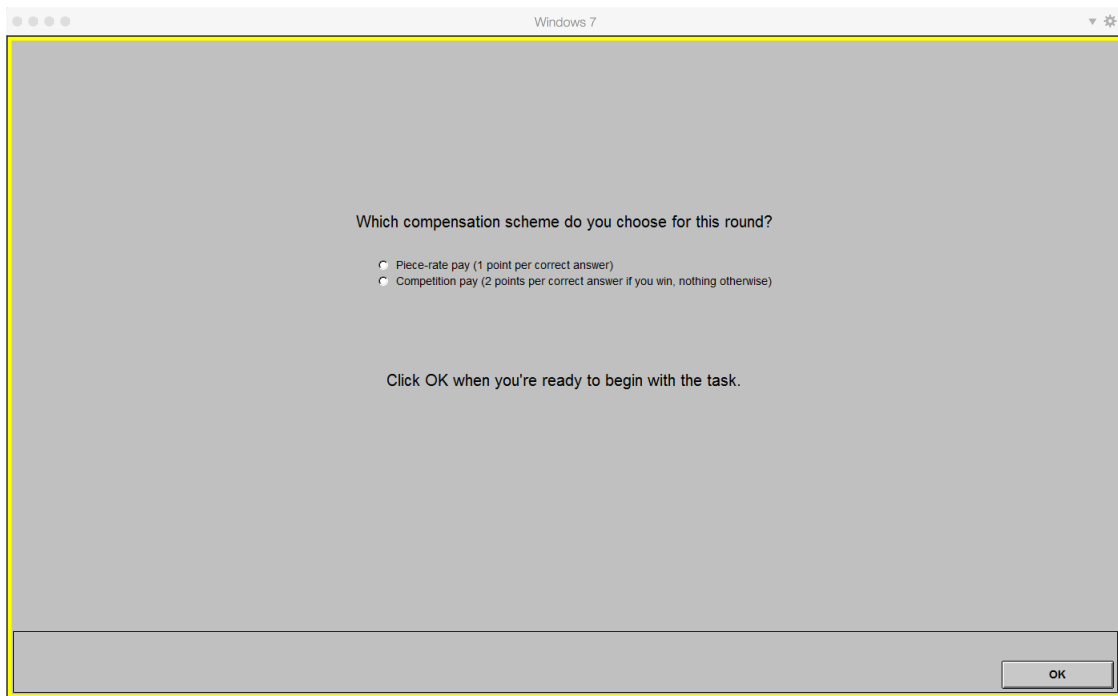 Windows 7
Which compensation scheme do you choose for this round?
Piece-rate pay (1 point per correct answer)
Competition pay (2 points per correct answer if you win, nothing otherwise)
Click OK when you're ready to begin with the task.
OK